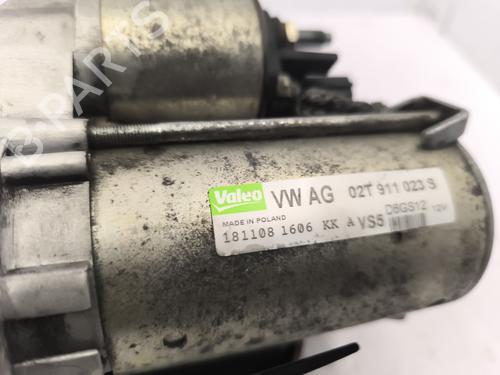 B-PARTS
Valeo VW AG 02T 911 023 S
MADE IN POLAND D6GS12 12V
181108 1606 KK A VS5